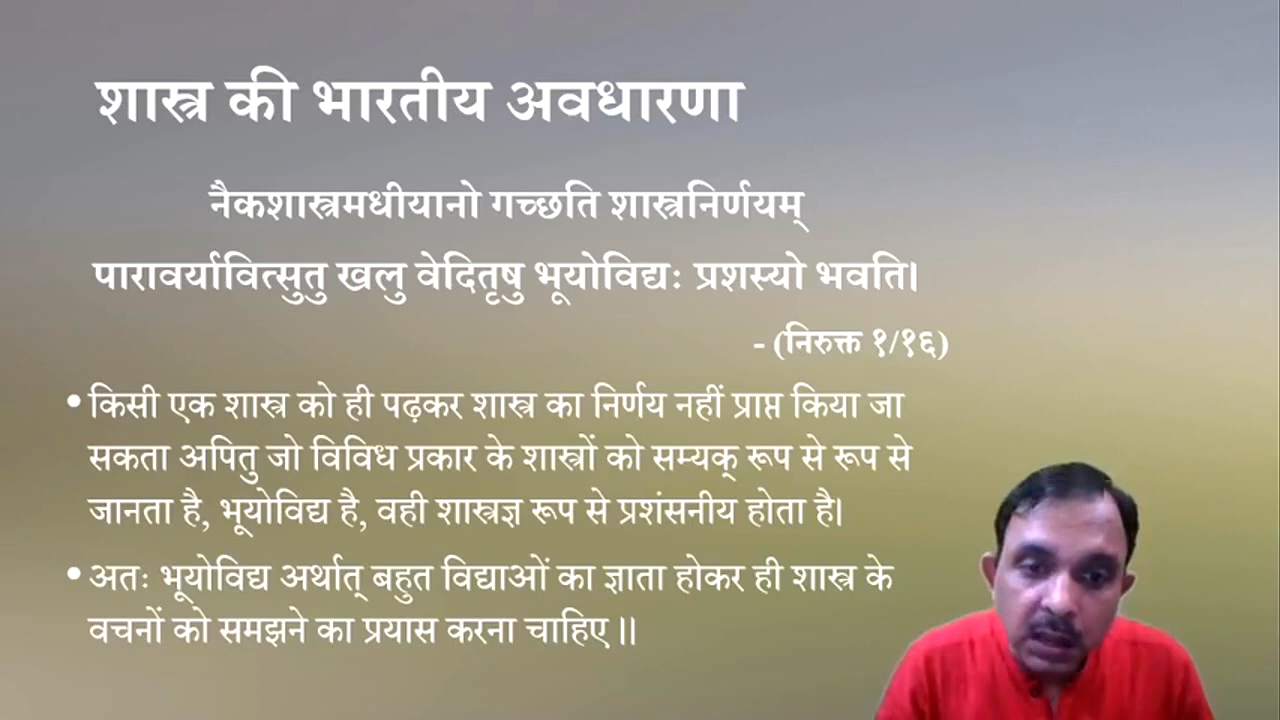 शास्त्र की भारतीय अवधारणा
नैकशास्त्रमधीयानो गच्छति शास्त्रनिर्णयम्
पारावर्यावित्सुतु खलु वेदितृषु भूयोविद्यः प्रशस्यो भवति।
- (निरुक्त १/१६)
• किसी एक शास्त्र को ही पढ़कर शास्त्र का निर्णय नहीं प्राप्त किया जा
सकता अपितु जो विविध प्रकार के शास्त्रों को सम्यक् रूप से रूप से
जानता है, भूयोविद्य है, वही शास्त्रज्ञ रूप से प्रशंसनीय होता है।
• अतः भूयोविद्य अर्थात् बहुत विद्याओं का ज्ञाता होकर ही शास्त्र के
वचनों को समझने का प्रयास करना चाहिए ।।